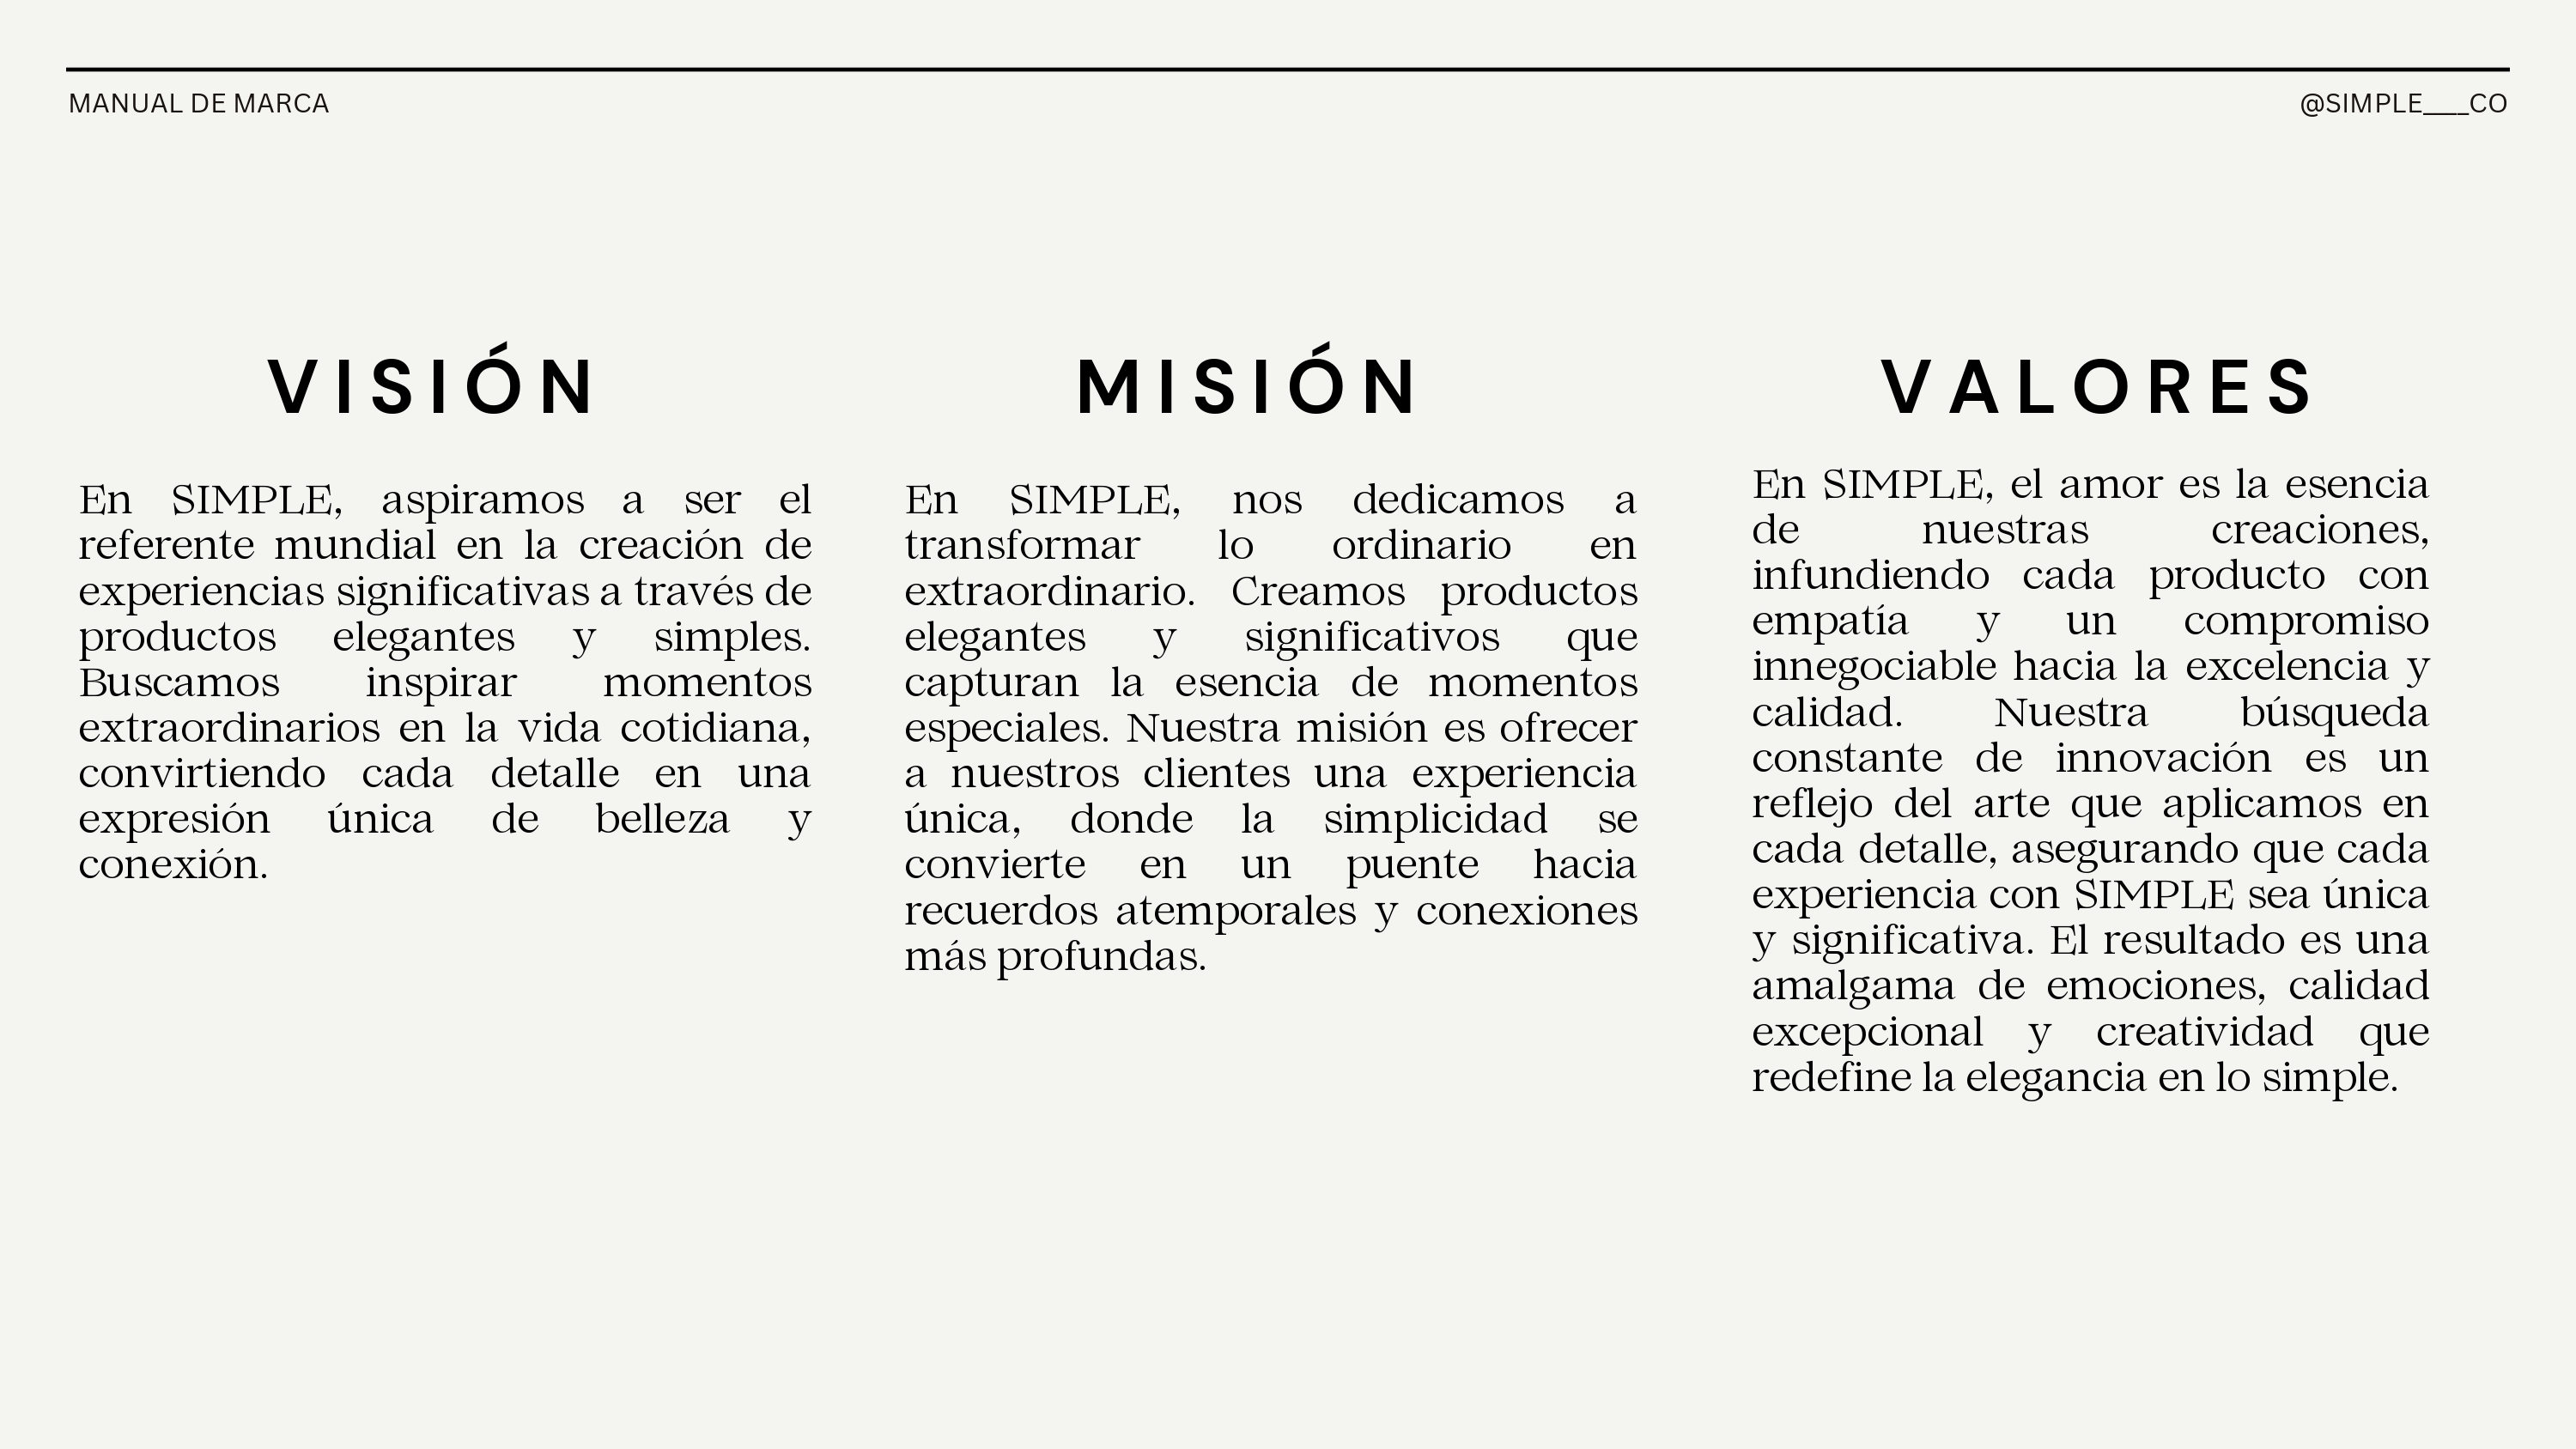 MANUAL DE MARCA
@SIMPLE___CO
VISIÓN
En SIMPLE, aspiramos a ser el
referente mundial en la creación de
experiencias significativas a través de
productos elegantes y simples.
Buscamos inspirar momentos
extraordinarios en la vida cotidiana,
convirtiendo cada detalle en una
expresión única de belleza y
conexión.
MISIÓN
En SIMPLE, nos dedicamos a
transformar lo ordinario en
extraordinario. Creamos productos
elegantes y significativos que
capturan la esencia de momentos
especiales. Nuestra misión es ofrecer
a nuestros clientes una experiencia
única, donde la simplicidad se
convierte en un puente hacia
recuerdos atemporales y conexiones
más profundas.
VALORES
En SIMPLE, el amor es la esencia
de nuestras creaciones,
infundiendo cada producto con
empatía y un compromiso
innegociable hacia la excelencia y
calidad. Nuestra búsqueda
constante de innovación es un
reflejo del arte que aplicamos en
cada detalle, asegurando que cada
experiencia con SIMPLE sea única
y significativa. El resultado es una
amalgama de emociones, calidad
excepcional y creatividad que
redefine la elegancia en lo simple.